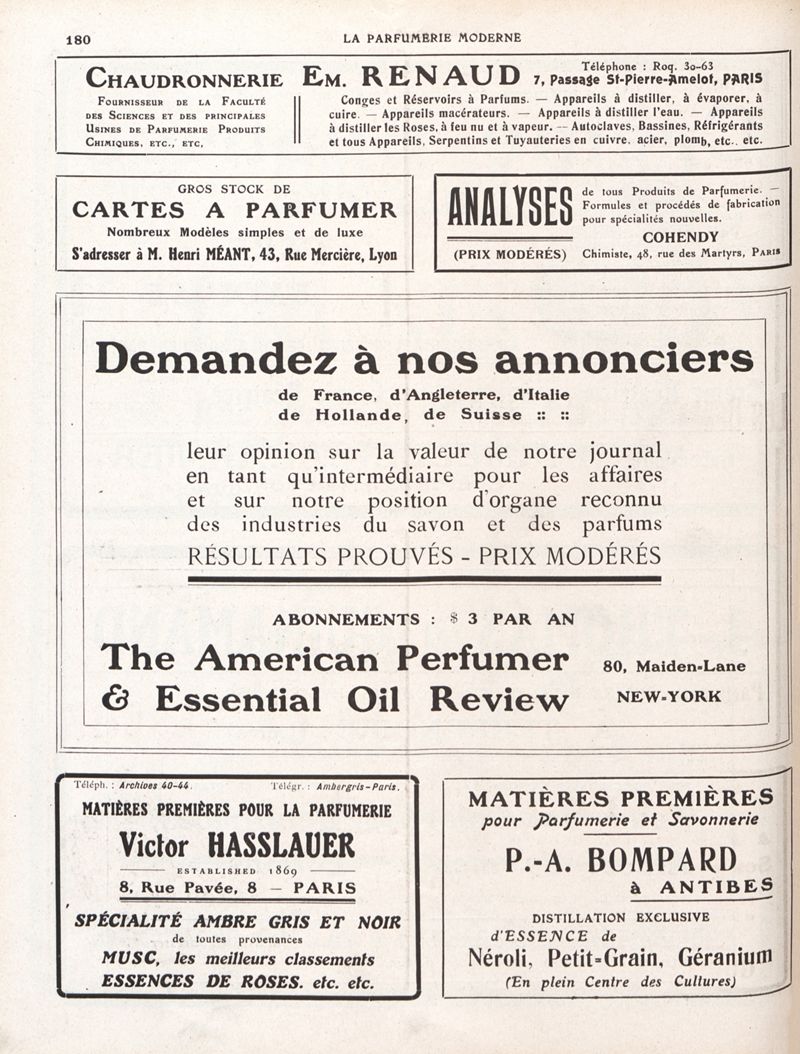 180
LA PARFUMERIE MODERNE
CHAUDRONNERIE EM. RENAUD
Téléphone : Roq. 30-63
7, Passage St-Pierre-Amelot, PARIS
FOURNISSEUR DE LA FACULTÉ
DES SCIENCES ET DES PRINCIPALES
USINES DE PARFUMERIE PRODUITS
CHIMIQUES, ETC., ETC.
Conges et Réservoirs à Parfums. — Appareils à distiller, à évaporer, à
cuire. — Appareils macérateurs. — Appareils à distiller l'eau. — Appareils
à distiller les Roses, à feu nu et à vapeur. — Autoclaves, Bassines, Réfrigérants
et tous Appareils, Serpentins et Tuyauteries en cuivre, acier, plomb, etc.. etc.
GROS STOCK DE
CARTES A PARFUMER
Nombreux Modèles simples et de luxe
S'adresser à M. Henri MÉANT, 43, Rue Mercière, Lyon
ANALYSES
(PRIX MODÉRÉS)
de tous Produits de Parfumerie. —
Formules et procédés de fabrication
pour spécialités nouvelles.
COHENDY
Chimiste, 48, rue des Martyrs, PARIS
Demandez à nos annonciers
de France, d'Angleterre, d'Italie
de Hollande, de Suisse :: ::
leur opinion sur la valeur de notre journal
en tant qu'intermédiaire pour les affaires
et sur notre position d'organe reconnu
des industries du savon et des parfums
RÉSULTATS PROUVÉS - PRIX MODÉRÉS
ABONNEMENTS : $ 3 PAR AN
The American Perfumer
& Essential Oil Review
80, Maiden-Lane
NEW-YORK
Téléph. : Archives 40-44.
Télégr. : Ambergris-Paris.
MATIÈRES PREMIÈRES POUR LA PARFUMERIE
Victor HASSLAUER
ESTABLISHED 1869
8, Rue Pavée, 8 — PARIS
SPÉCIALITÉ AMBRE GRIS ET NOIR
de toutes provenances
MUSC, les meilleurs classements
ESSENCES DE ROSES. etc. etc.
MATIÈRES PREMIÈRES
pour Parfumerie et Savonnerie
P.-A. BOMPARD
à ANTIBES
DISTILLATION EXCLUSIVE
d'ESSENCE de
Néroli, Petit-Grain, Géranium
(En plein Centre des Cultures)